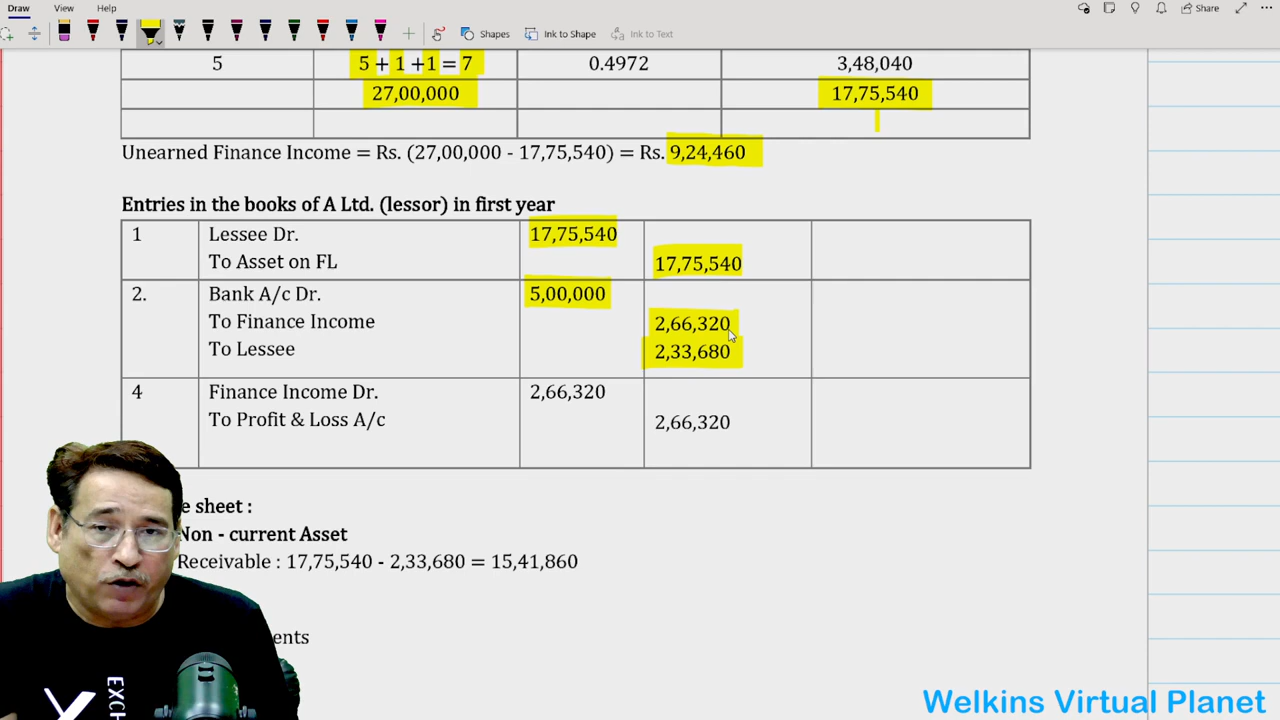 Draw View Help
Shapes Ink to Shape Ink to Text Share
5 5 + 1 + 1 = 7 0.4972 3,48,040
27,00,000 17,75,540
Unearned Finance Income = Rs. (27,00,000 - 17,75,540) = Rs. 9,24,460
Entries in the books of A Ltd. (lessor) in first year
1 Lessee Dr. 17,75,540
To Asset on FL 17,75,540
2. Bank A/c Dr. 5,00,000
To Finance Income 2,66,320
To Lessee 2,33,680
4 Finance Income Dr. 2,66,320
To Profit & Loss A/c 2,66,320
e sheet :
Non - current Asset
Receivable : 17,75,540 - 2,33,680 = 15,41,860
ents
EXCH
Welkins Virtual Planet